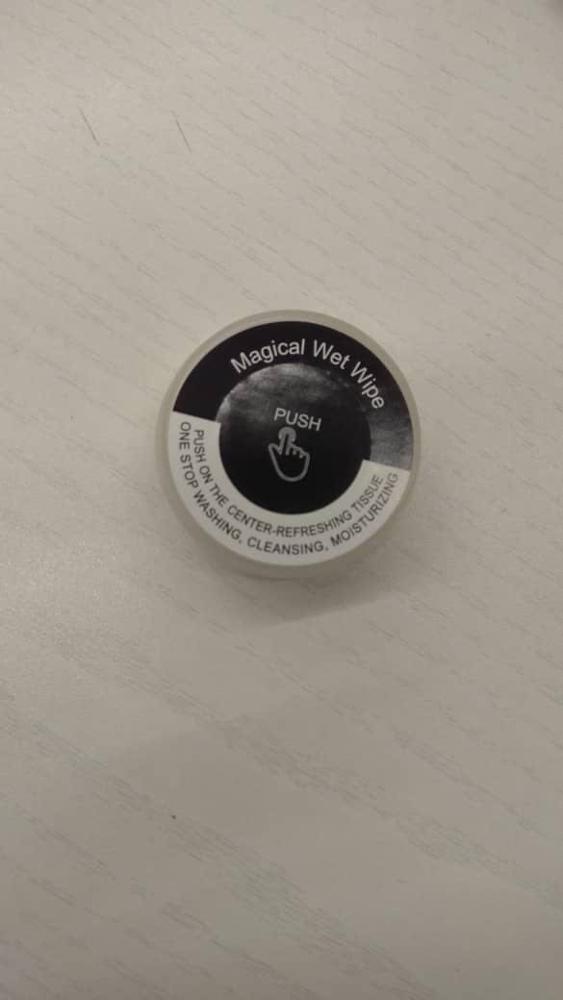 Magical Wet Wipe
PUSH
PUSH ON THE CENTER-REFRESHING TISSUE
ONE STOP WASHING, CLEANSING, MOISTURIZING